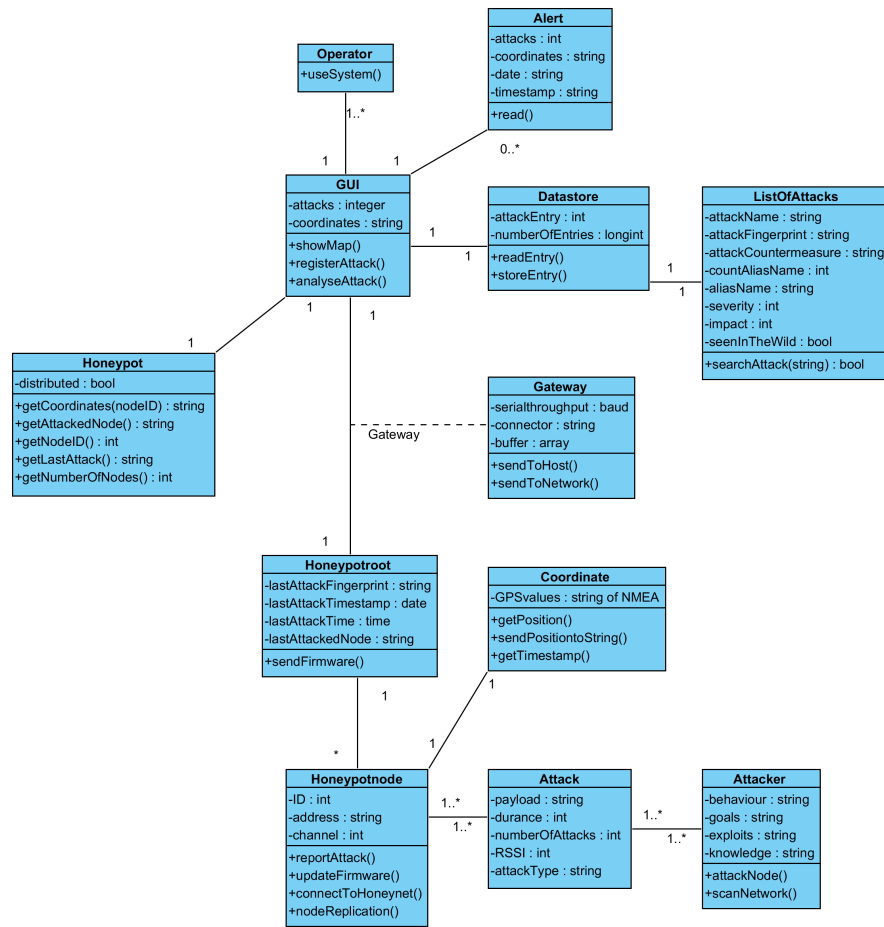 Operator
+useSystem()
1..*
1
Alert
-attacks : int
-coordinates : string
-date : string
-timestamp : string
+read()
0..*
1
GUI
-attacks : integer
-coordinates : string
+showMap()
+registerAttack()
+analyseAttack()
1
1
Datastore
-attackEntry : int
-numberOfEntries : longint
+readEntry()
+storeEntry()
1
1
ListOfAttacks
-attackName : string
-attackFingerprint : string
-attackCountermeasure : string
-countAliasName : int
-aliasName : string
-severity : int
-impact : int
-seenInTheWild : bool
+searchAttack(string) : bool
1
1
1
Honeypot
-distributed : bool
+getCoordinates(nodeID) : string
+getAttackedNode() : string
+getNodeID() : int
+getLastAttack() : string
+getNumberOfNodes() : int
Gateway
Gateway
-serialthroughput : baud
-connector : string
-buffer : array
+sendToHost()
+sendToNetwork()
1
Honeypotroot
-lastAttackFingerprint : string
-lastAttackTimestamp : date
-lastAttackTime : time
-lastAttackedNode : string
+sendFirmware()
1
*
Coordinate
-GPSvalues : string of NMEA
+getPosition()
+sendPositiontoString()
+getTimestamp()
1
1
Honeypotnode
-ID : int
-address : string
-channel : int
+reportAttack()
+updateFirmware()
+connectToHoneynet()
+nodeReplication()
1..*
1..*
Attack
-payload : string
-durance : int
-numberOfAttacks : int
-RSSI : int
-attackType : string
1..*
1..*
Attacker
-behaviour : string
-goals : string
-exploits : string
-knowledge : string
+attackNode()
+scanNetwork()